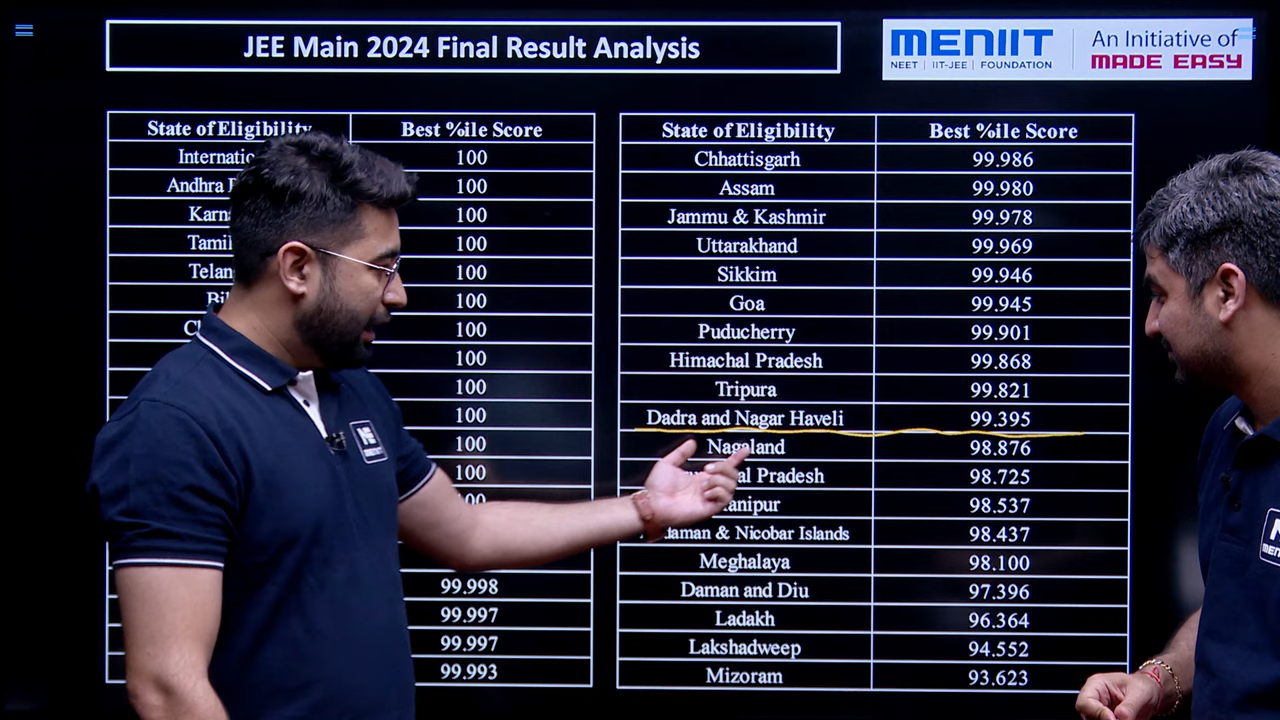 JEE Main 2024 Final Result Analysis
MENIIT
NEET | IIT-JEE | FOUNDATION
An Initiative of
MADE EASY
State of Eligibility Best %ile Score
100
Andhra 100
100
100
100
100
100
100
100
100
100
100
99.998
99.997
99.997
99.993
State of Eligibility Best %ile Score
Chhattisgarh 99.986
Assam 99.980
Jammu & Kashmir 99.978
Uttarakhand 99.969
Sikkim 99.946
Goa 99.945
Puducherry 99.901
Himachal Pradesh 99.868
Tripura 99.821
Dadra and Nagar Haveli 99.395
Nagaland 98.876
Pradesh 98.725
98.537
& Nicobar Islands 98.437
Meghalaya 98.100
Daman and Diu 97.396
Ladakh 96.364
Lakshadweep 94.552
Mizoram 93.623